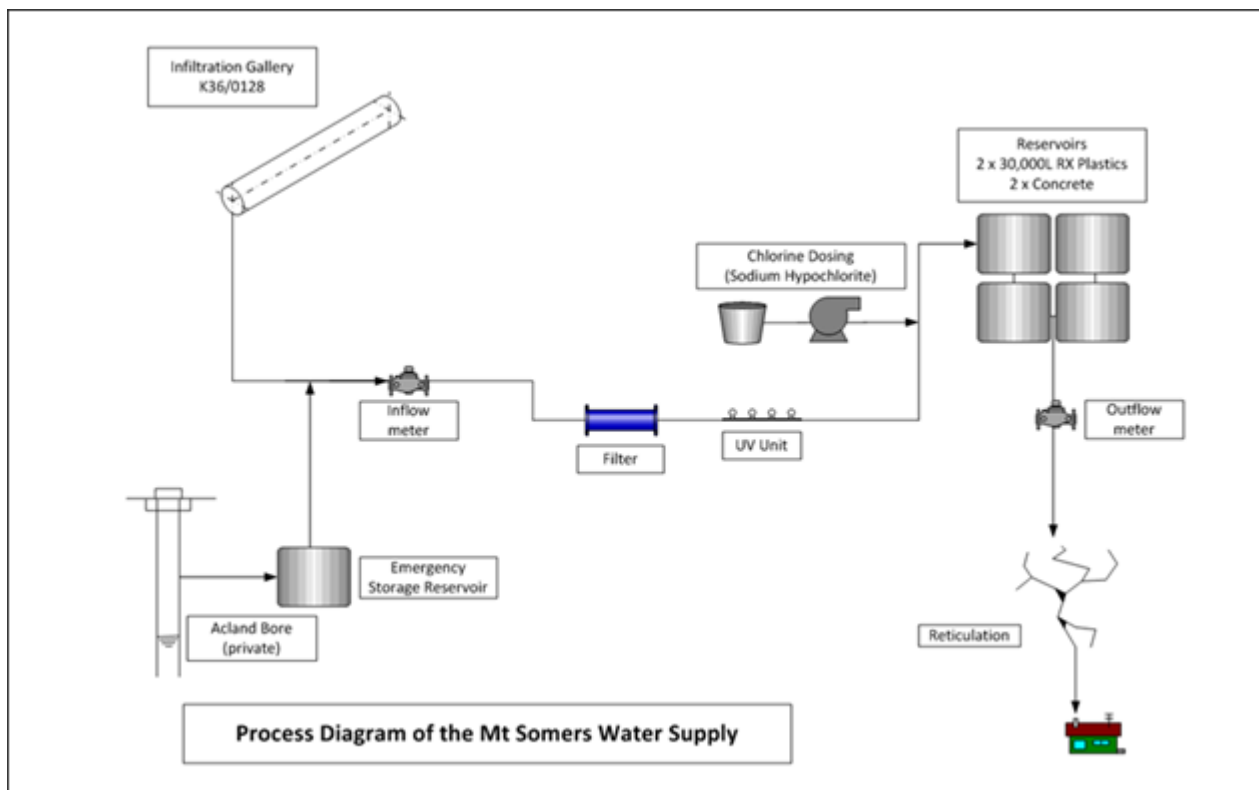 Infiltration Gallery
K36/0128
Reservoirs
2 x 30,000L RX Plastics
2 x Concrete
Chlorine Dosing
(Sodium Hypochlorite)
Inflow
meter
Filter
UV Unit
Outflow
meter
Emergency
Storage Reservoir
Acland Bore
(private)
Reticulation
Process Diagram of the Mt Somers Water Supply